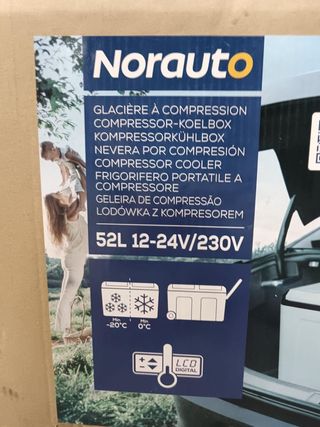 Norauto
GLACIÈRE À COMPRESSION
COMPRESSOR-KOELBOX
KOMPRESSORKÜHLBOX
NEVERA POR COMPRESIÓN
COMPRESSOR COOLER
FRIGORIFERO PORTATILE A
COMPRESSORE
GELEIRA DE COMPRESSÃO
LODÓWKA Z KOMPRESOREM
52L 12-24V/230V
Min. Min.
-20°C 0°C
+ - LCD
DIGITAL